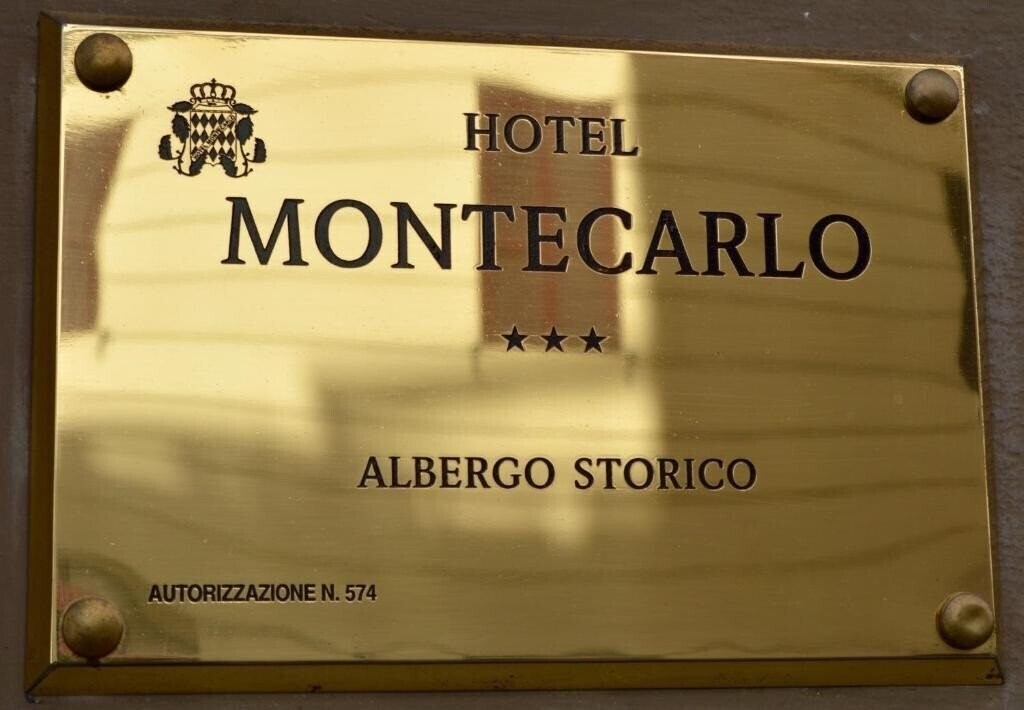 HOTEL
MONTECARLO
★★★
ALBERGO STORICO
AUTORIZZAZIONE N. 574